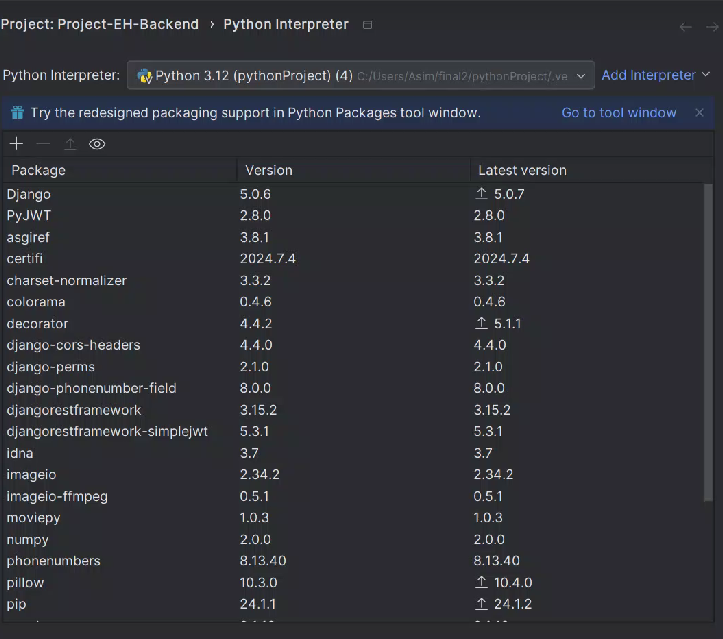 Project: Project-EH-Backend › Python Interpreter
Python Interpreter: Python 3.12 (pythonProject) (4) C:/Users/Asim/final2/pythonProject/.ve Add Interpreter
Try the redesigned packaging support in Python Packages tool window. Go to tool window
Package Version Latest version
Django 5.0.6 5.0.7
PyJWT 2.8.0 2.8.0
asgiref 3.8.1 3.8.1
certifi 2024.7.4 2024.7.4
charset-normalizer 3.3.2 3.3.2
colorama 0.4.6 0.4.6
decorator 4.4.2 5.1.1
django-cors-headers 4.4.0 4.4.0
django-perms 2.1.0 2.1.0
django-phonenumber-field 8.0.0 8.0.0
djangorestframework 3.15.2 3.15.2
djangorestframework-simplejwt 5.3.1 5.3.1
idna 3.7 3.7
imageio 2.34.2 2.34.2
imageio-ffmpeg 0.5.1 0.5.1
moviepy 1.0.3 1.0.3
numpy 2.0.0 2.0.0
phonenumbers 8.13.40 8.13.40
pillow 10.3.0 10.4.0
pip 24.1.1 24.1.2